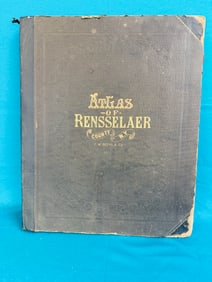 ATLAS
OF
RENSSELAER
COUNTY N.Y.